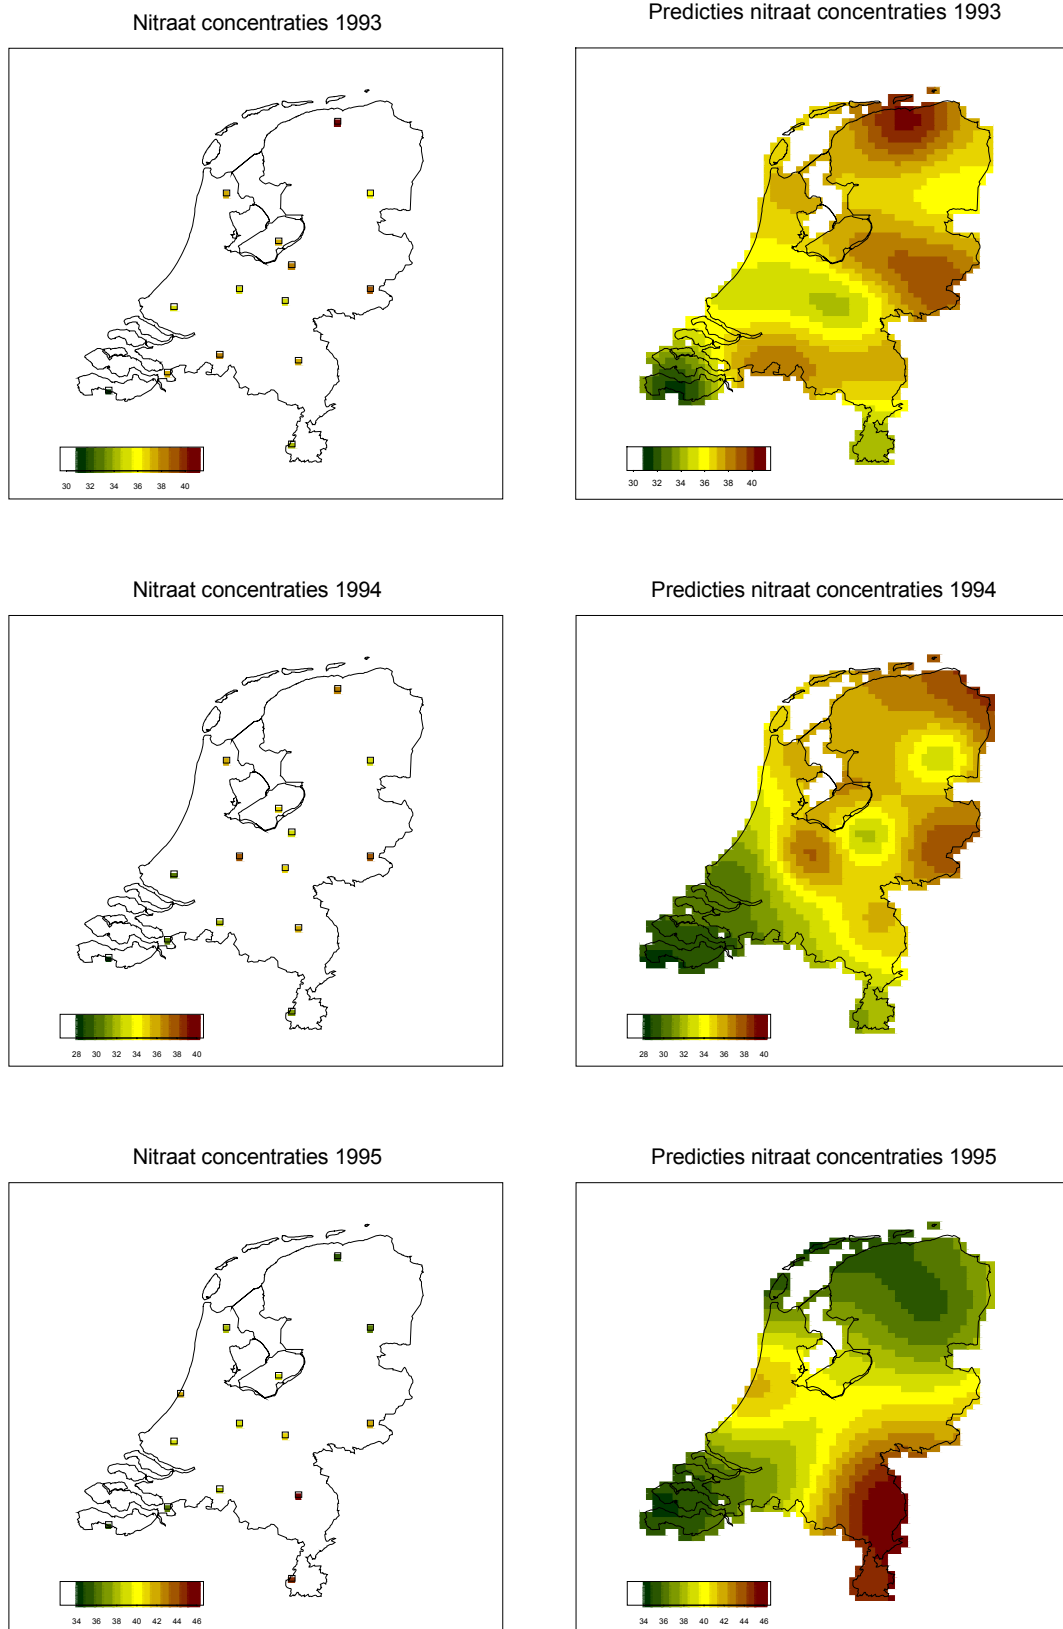 Nitraat concentraties 1993
Predicties nitraat concentraties 1993
30 32 34 36 38 40
30 32 34 36 38 40
Nitraat concentraties 1994
Predicties nitraat concentraties 1994
28 30 32 34 36 38 40
28 30 32 34 36 38 40
Nitraat concentraties 1995
Predicties nitraat concentraties 1995
34 36 38 40 42 44 46
34 36 38 40 42 44 46